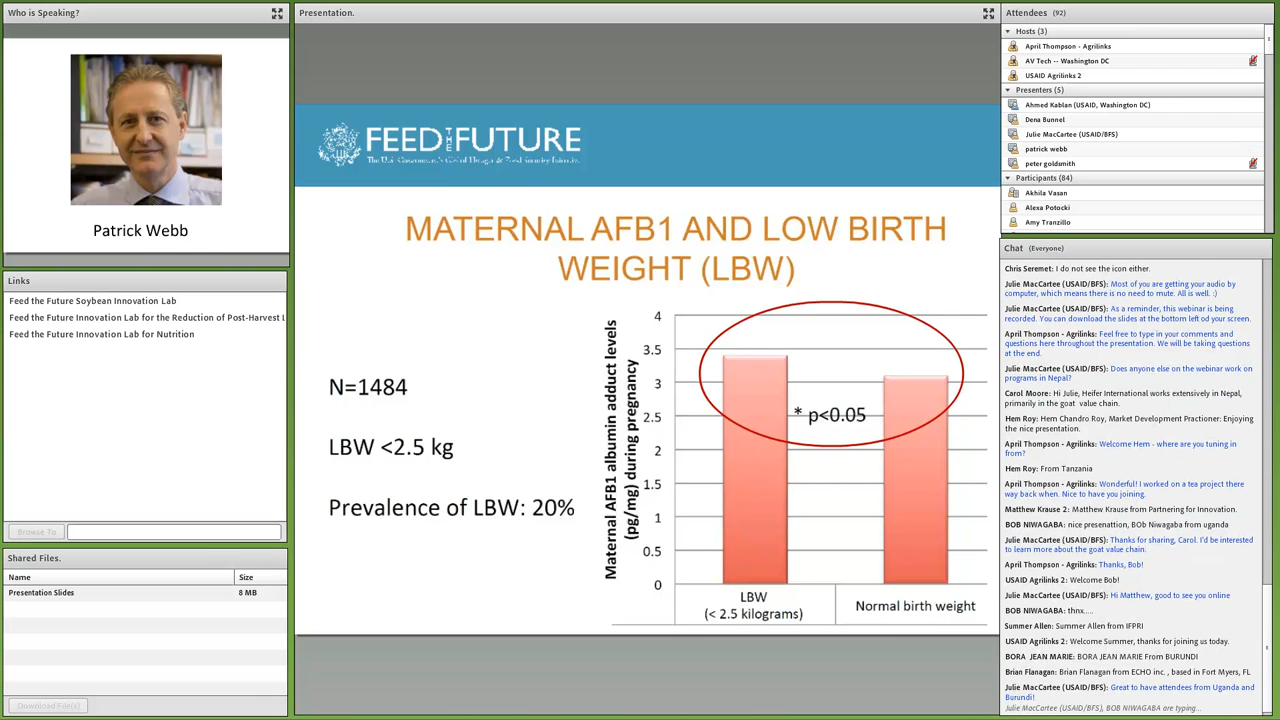 Who is Speaking?
Patrick Webb
Links
Feed the Future Soybean Innovation Lab
Feed the Future Innovation Lab for the Reduction of Post-Harvest L
Feed the Future Innovation Lab for Nutrition
Browse To
Shared Files.
Name Size
Presentation Slides 8 MB
Download File(s)
Presentation.
FEED THE FUTURE
The U.S. Government's Global Hunger & Food Security Initiative
MATERNAL AFB1 AND LOW BIRTH
WEIGHT (LBW)
N=1484
LBW <2.5 kg
Prevalence of LBW: 20%
Maternal AFB1 albumin adduct levels
(pg/mg) during pregnancy
4
3.5
3
2.5
2
1.5
1
0.5
0
* p<0.05
LBW
(< 2.5 kilograms)
Normal birth weight
Attendees (92)
Hosts (3)
April Thompson - Agrilinks
AV Tech -- Washington DC
USAID Agrilinks 2
Presenters (5)
Ahmed Kablan (USAID, Washington DC)
Dena Bunnel
Julie MacCartee (USAID/BFS)
patrick webb
peter goldsmith
Participants (84)
Akhila Vasan
Alexa Potocki
Amy Tranzillo
Chat (Everyone)
Chris Seremet: I do not see the icon either.
Julie MacCartee (USAID/BFS): Most of you are getting your audio by
computer, which means there is no need to mute. All is well. :)
Julie MacCartee (USAID/BFS): As a reminder, this webinar is being
recorded. You can download the slides at the bottom left od your screen.
April Thompson - Agrilinks: Feel free to type in your comments and
questions here throughout the presentation. We will be taking questions
at the end.
Julie MacCartee (USAID/BFS): Does anyone else on the webinar work on
programs in Nepal?
Carol Moore: Hi Julie, Heifer International works extensively in Nepal,
primarily in the goat value chain.
Hem Roy: Hem Chandro Roy, Market Development Practioner: Enjoying
the nice presentation.
April Thompson - Agrilinks: Welcome Hem - where are you tuning in
from?
Hem Roy: From Tanzania
April Thompson - Agrilinks: Wonderful! I worked on a tea project there
way back when. Nice to have you joining.
Matthew Krause 2: Matthew Krause from Partnering for Innovation.
BOB NIWAGABA: nice presenattion, BOb Niwagaba from uganda
Julie MacCartee (USAID/BFS): Thanks for sharing, Carol. I'd be interested
to learn more about the goat value chain.
April Thompson - Agrilinks: Thanks, Bob!
USAID Agrilinks 2: Welcome Bob!
Julie MacCartee (USAID/BFS): Hi Matthew, good to see you online
BOB NIWAGABA: thnx.....
Summer Allen: Summer Allen from IFPRI
USAID Agrilinks 2: Welcome Summer, thanks for joining us today.
BORA JEAN MARIE: BORA JEAN MARIE From BURUNDI
Brian Flanagan: Brian Flanagan from ECHO inc. , based in Fort Myers, FL
Julie MacCartee (USAID/BFS): Great to have attendees from Uganda and
Burundi!
Julie MacCartee (USAID/BFS), BOB NIWAGABA are typing...